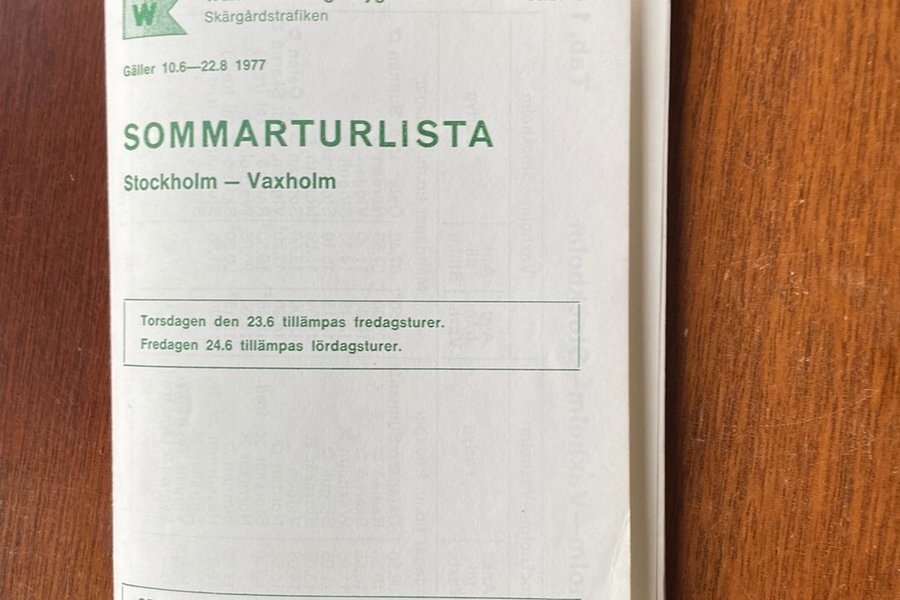 W
Skärgårdstrafiken
Gäller 10.6—22.8 1977
SOMMARTURLISTA
Stockholm — Vaxholm
Torsdagen den 23.6 tillämpas fredagsturer.
Fredagen 24.6 tillämpas lördagsturer.